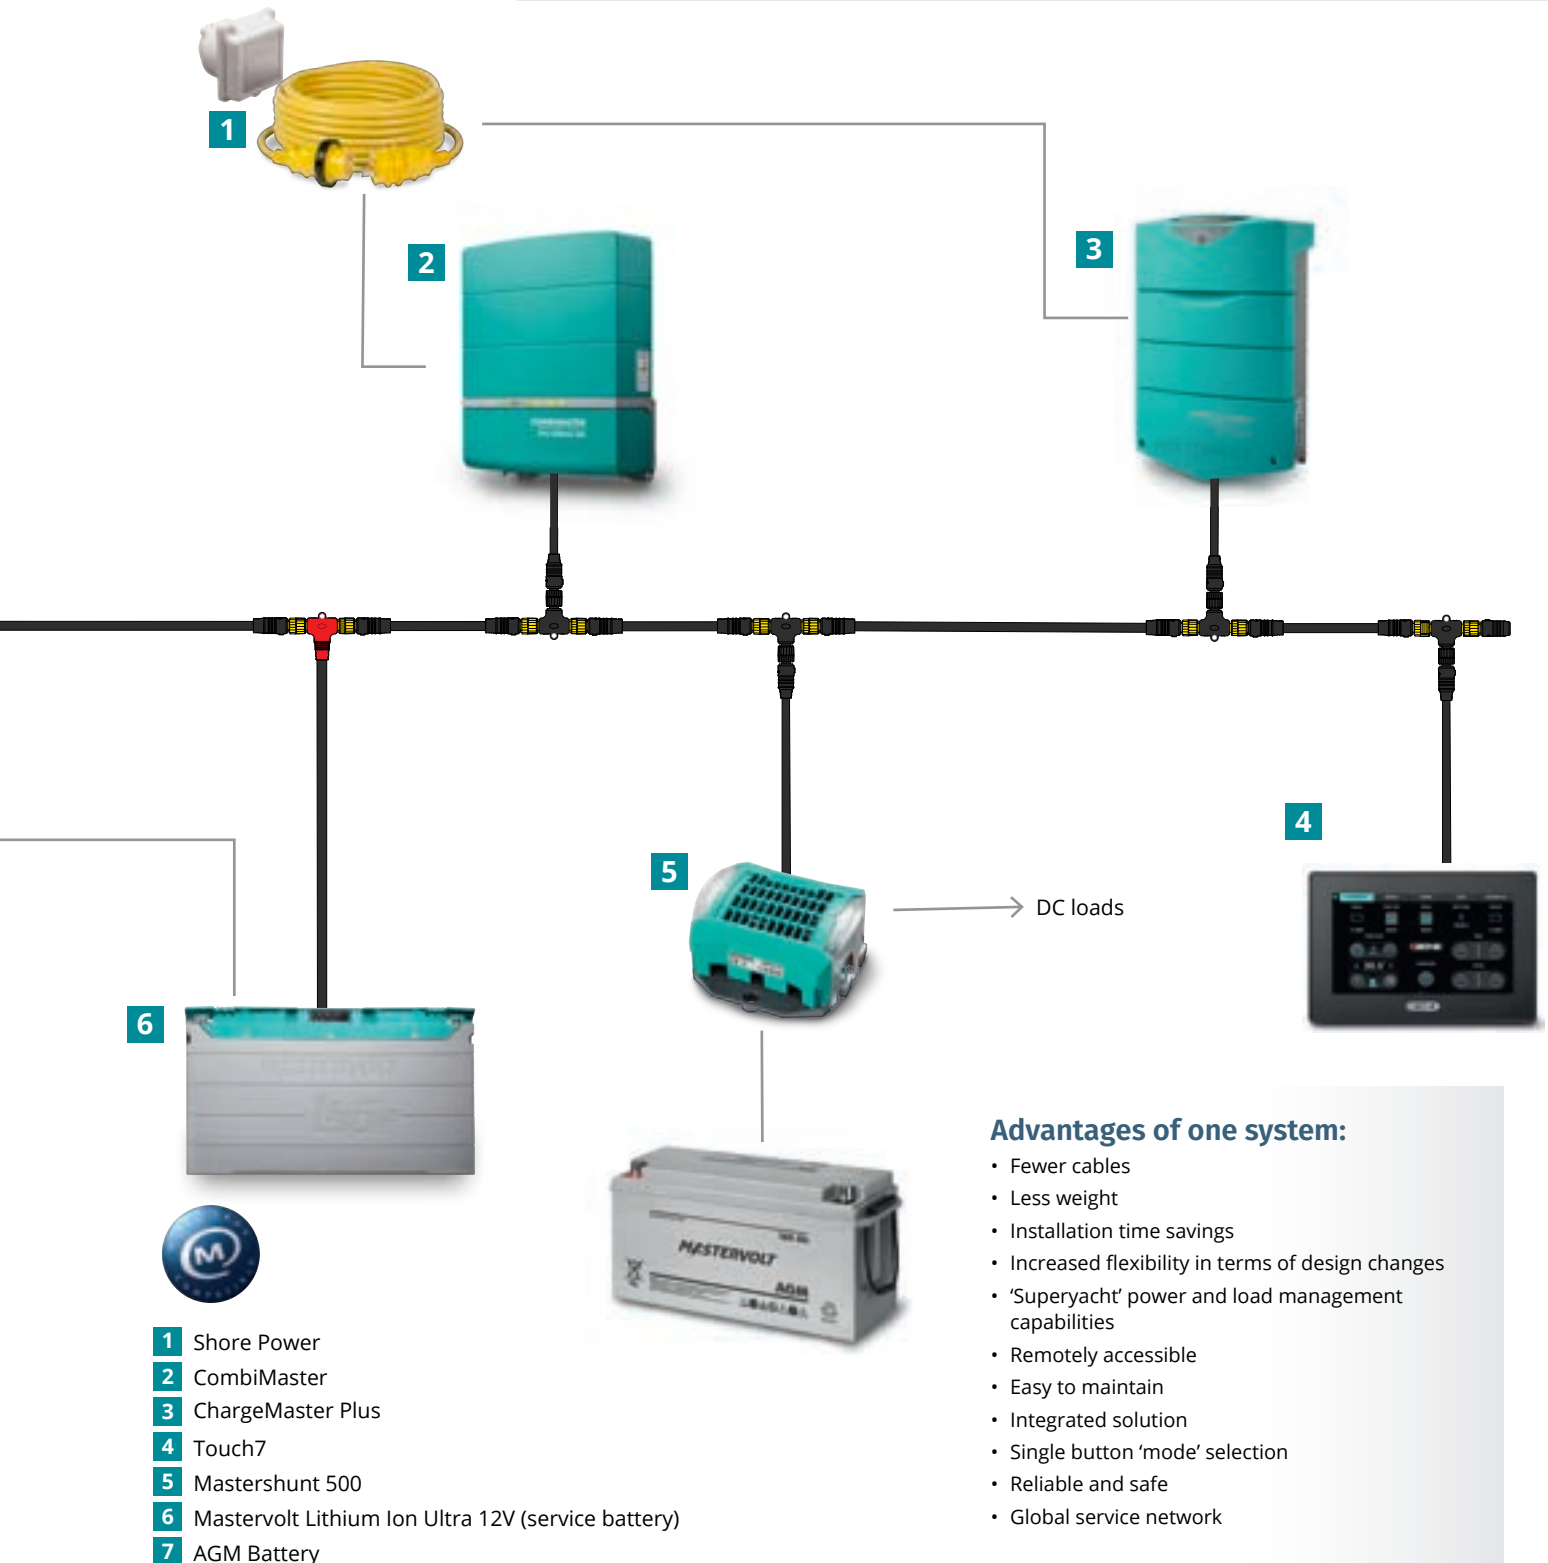 1
2
3
4
5
DC loads
6
MASTERVOLT
AGM
Advantages of one system:
• Fewer cables
• Less weight
• Installation time savings
• Increased flexibility in terms of design changes
• ‘Superyacht’ power and load management
capabilities
• Remotely accessible
• Easy to maintain
• Integrated solution
• Single button ‘mode’ selection
• Reliable and safe
• Global service network
M
1 Shore Power
2 CombiMaster
3 ChargeMaster Plus
4 Touch7
5 Mastershunt 500
6 Mastervolt Lithium Ion Ultra 12V (service battery)
7 AGM Battery